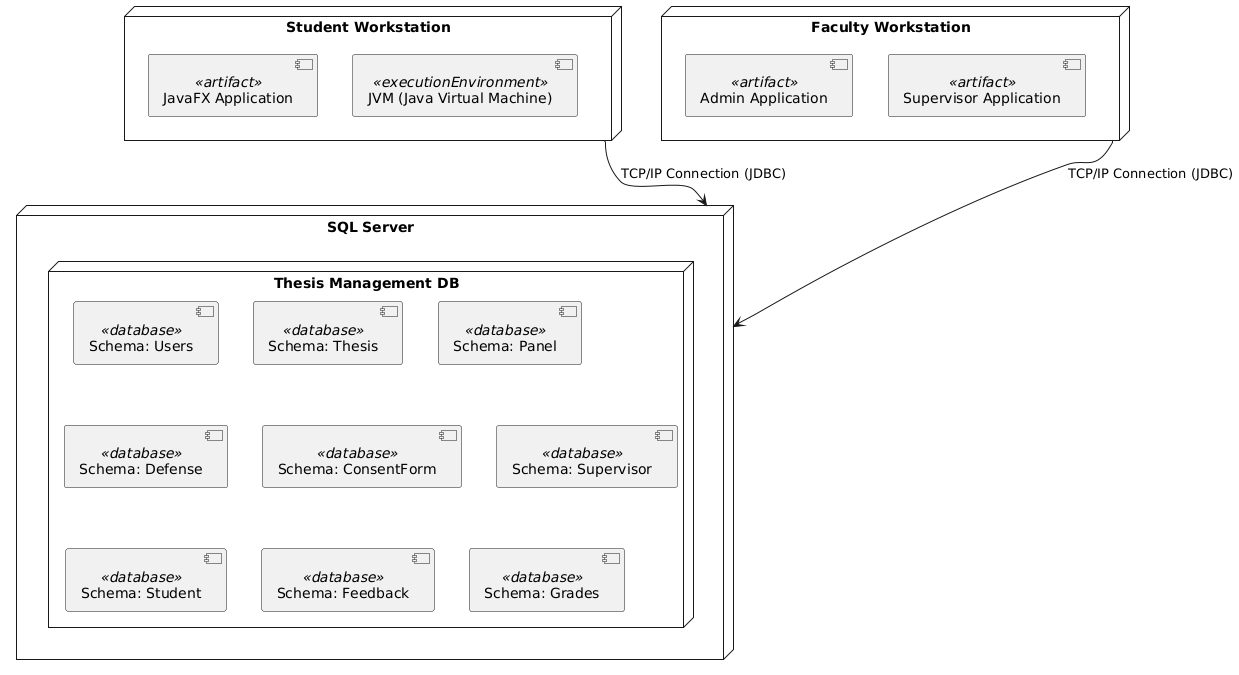 Student Workstation
«artifact»
JavaFX Application
«executionEnvironment»
JVM (Java Virtual Machine)
Faculty Workstation
«artifact»
Admin Application
«artifact»
Supervisor Application
TCP/IP Connection (JDBC)
TCP/IP Connection (JDBC)
SQL Server
Thesis Management DB
«database»
Schema: Users
«database»
Schema: Thesis
«database»
Schema: Panel
«database»
Schema: Defense
«database»
Schema: ConsentForm
«database»
Schema: Supervisor
«database»
Schema: Student
«database»
Schema: Feedback
«database»
Schema: Grades